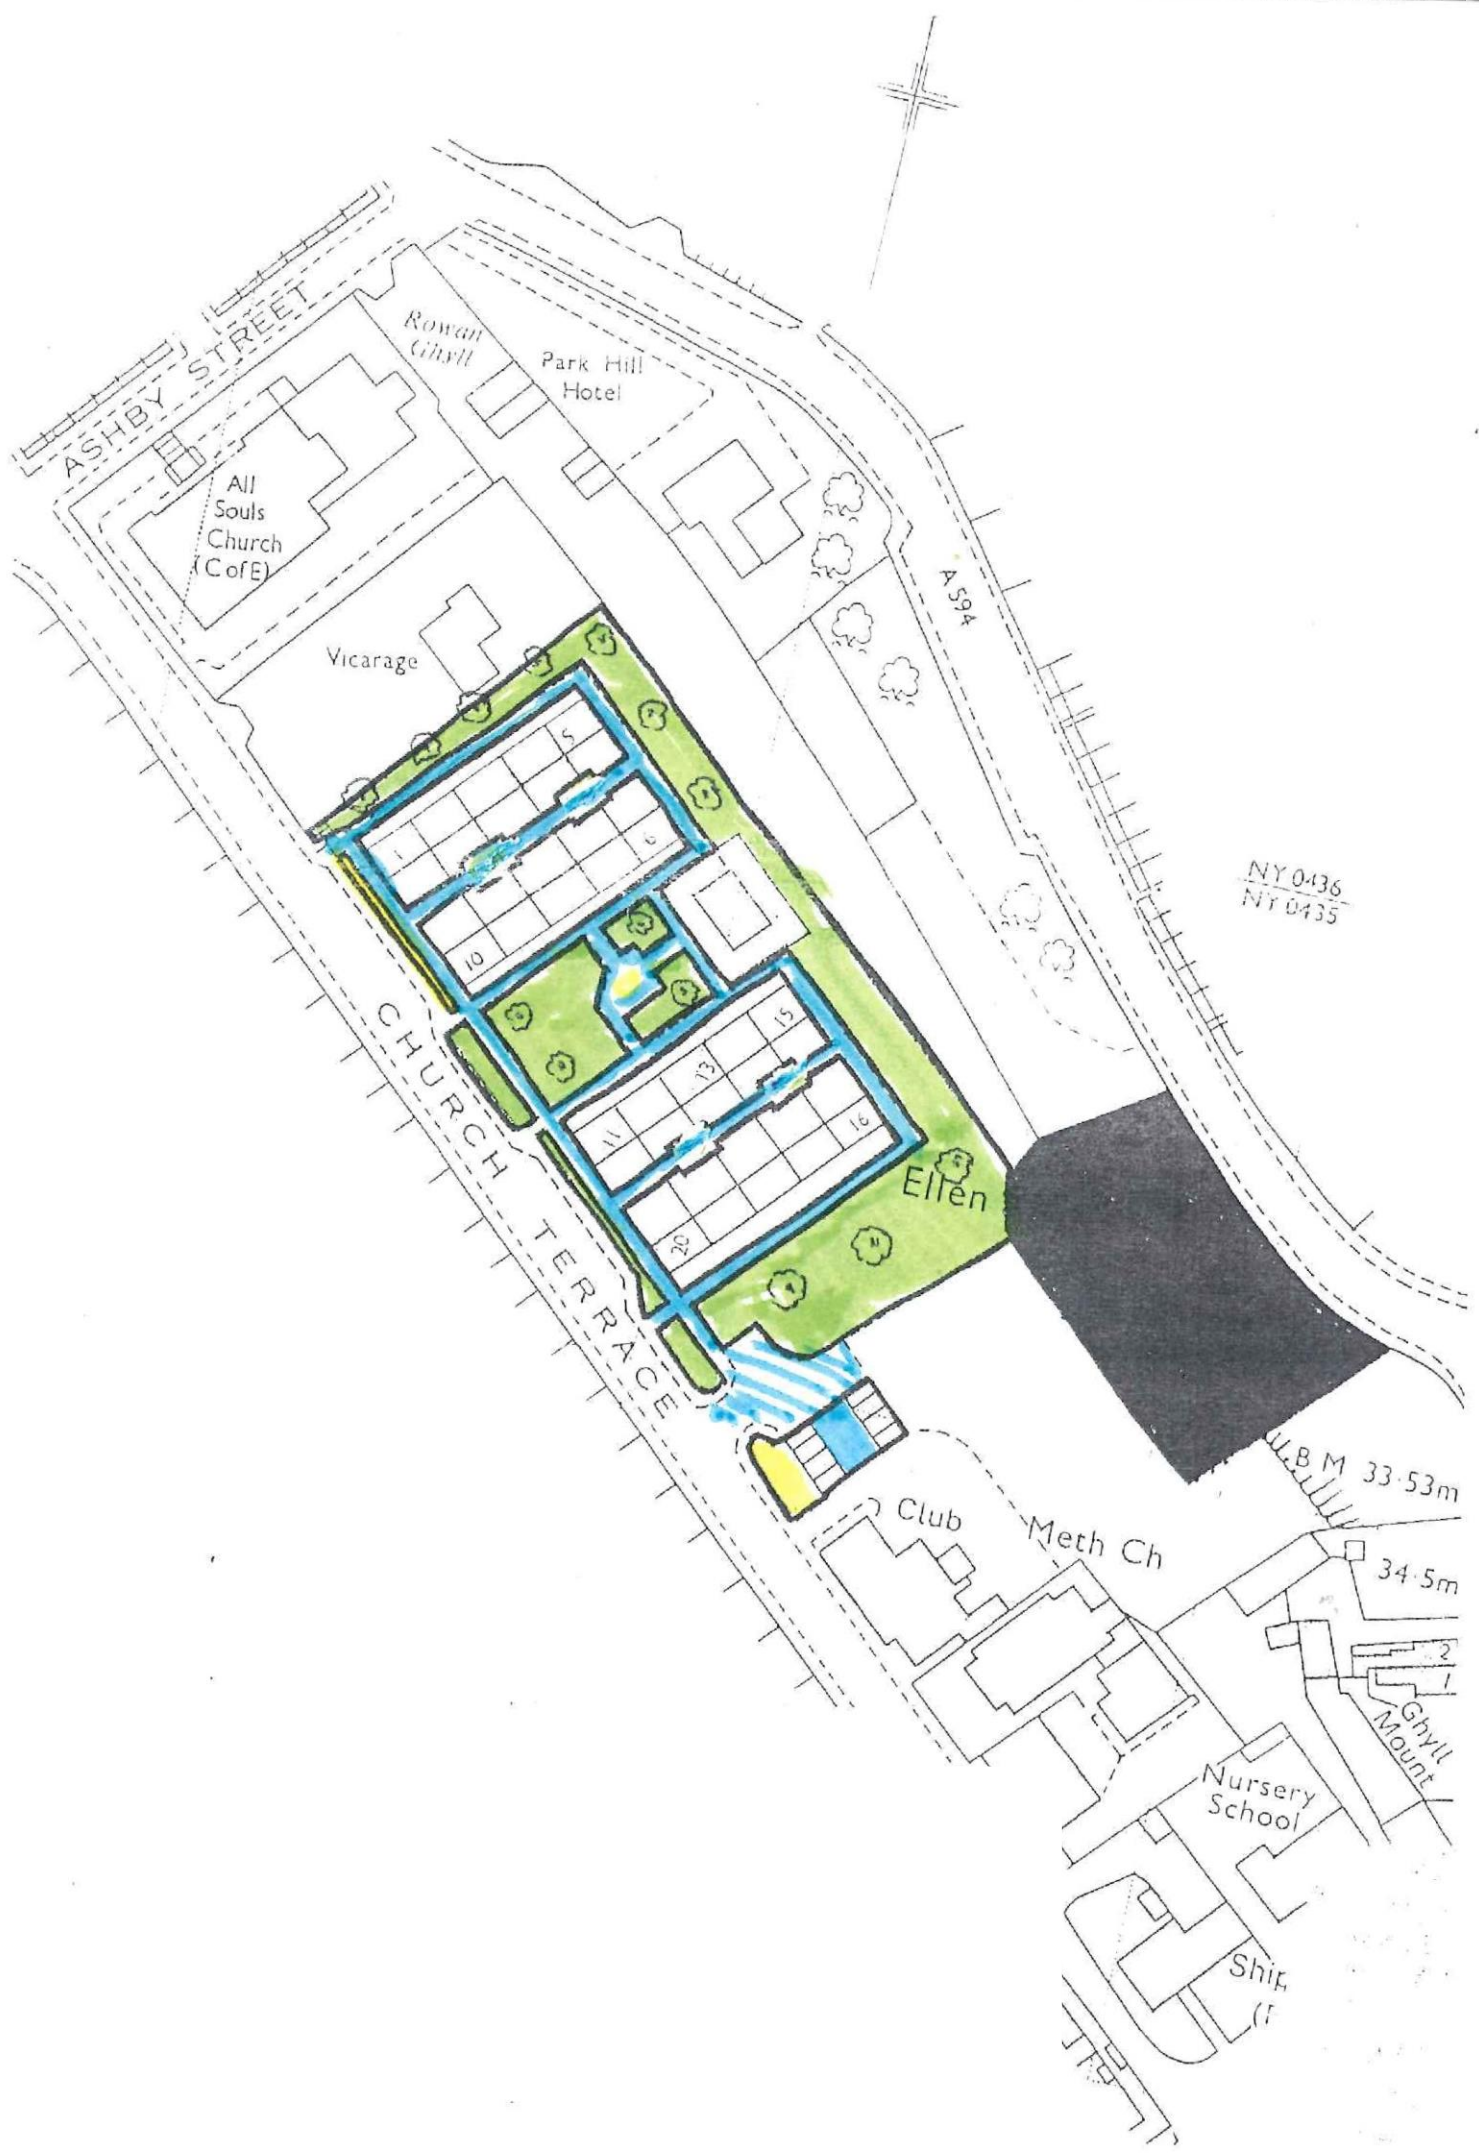 ASHBY STREET
Rowan
Ghyll
Park Hill
Hotel
All
Souls
Church
(C of E)
Vicarage
A 594
NY 0436
NY 0435
1
5
6
10
CHURCH TERRACE
11
13
15
16
20
Ellen
B M 33·53m
34·5m
Club
Meth Ch
2
1
Ghyll
Mount
Nursery
School